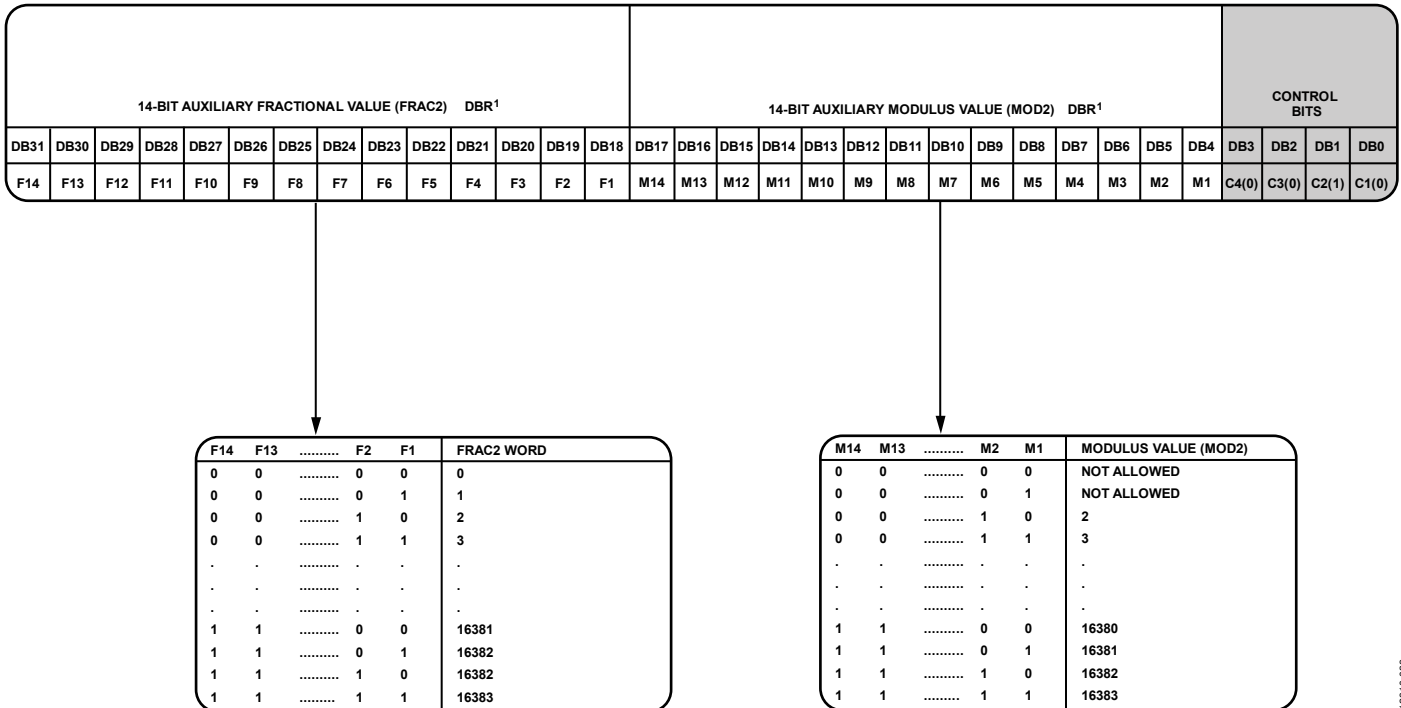 14-BIT AUXILIARY FRACTIONAL VALUE (FRAC2) DBR1
14-BIT AUXILIARY MODULUS VALUE (MOD2) DBR1
CONTROL
BITS
DB31 DB30 DB29 DB28 DB27 DB26 DB25 DB24 DB23 DB22 DB21 DB20 DB19 DB18 DB17 DB16 DB15 DB14 DB13 DB12 DB11 DB10 DB9 DB8 DB7 DB6 DB5 DB4 DB3 DB2 DB1 DB0
F14 F13 F12 F11 F10 F9 F8 F7 F6 F5 F4 F3 F2 F1 M14 M13 M12 M11 M10 M9 M8 M7 M6 M5 M4 M3 M2 M1 C4(0) C3(0) C2(1) C1(0)
F14 F13 .......... F2 F1 FRAC2 WORD
0 0 .......... 0 0 0
0 0 .......... 0 1 1
0 0 .......... 1 0 2
0 0 .......... 1 1 3
. . .......... . . .
. . .......... . . .
. . .......... . . .
1 1 .......... 0 0 16381
1 1 .......... 0 1 16382
1 1 .......... 1 0 16382
1 1 ......... 1 1 16383
M14 M13 .......... M2 M1 MODULUS VALUE (MOD2)
0 0 .......... 0 0 NOT ALLOWED
0 0 .......... 0 1 NOT ALLOWED
0 0 .......... 1 0 2
0 0 .......... 1 1 3
. . .......... . . .
. . .......... . . .
. . .......... . . .
1 1 .......... 0 0 16380
1 1 .......... 0 1 16381
1 1 .......... 1 0 16382
1 1 ......... 1 1 16383